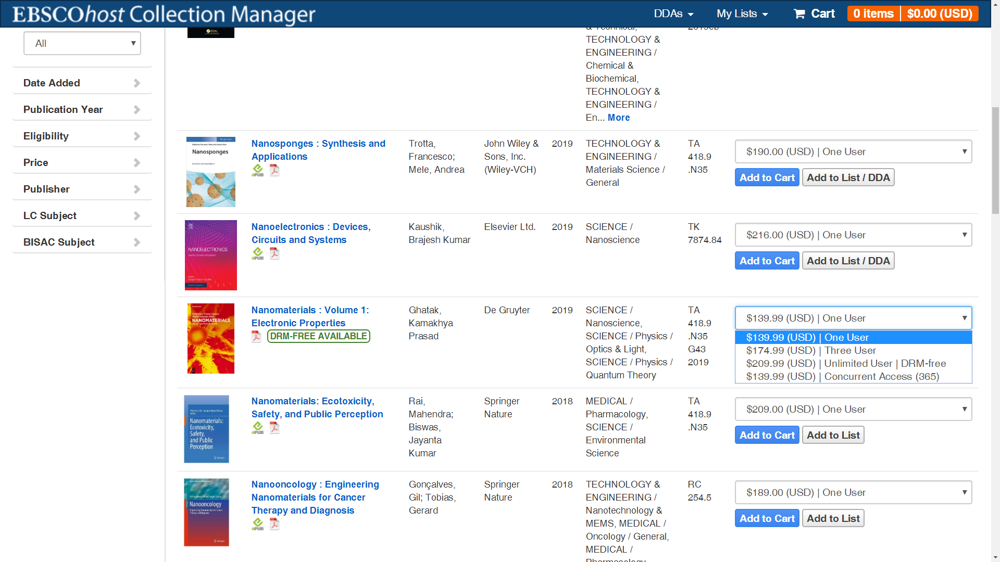 EBSCOhost Collection Manager
DDAs
My Lists
Cart
0 items
$0.00 (USD)
All
Date Added
Publication Year
Eligibility
Price
Publisher
LC Subject
BISAC Subject
TECHNOLOGY &
ENGINEERING /
Chemical &
Biochemical,
TECHNOLOGY &
ENGINEERING /
En... More
Nanosponges
Nanosponges : Synthesis and
Applications
ePUB
Trotta,
Francesco;
Mele, Andrea
John Wiley &
Sons, Inc.
(Wiley-VCH)
2019
TECHNOLOGY &
ENGINEERING /
Materials Science /
General
TA
418.9
.N35
$190.00 (USD) | One User
Add to Cart
Add to List / DDA
NANOELECTRONICS
Nanoelectronics : Devices,
Circuits and Systems
ePUB
Kaushik,
Brajesh Kumar
Elsevier Ltd.
2019
SCIENCE /
Nanoscience
TK
7874.84
$216.00 (USD) | One User
Add to Cart
Add to List / DDA
NANOMATERIALS
Nanomaterials : Volume 1:
Electronic Properties
DRM-FREE AVAILABLE
Ghatak,
Kamakhya
Prasad
De Gruyter
2019
SCIENCE /
Nanoscience,
SCIENCE / Physics /
Optics & Light,
SCIENCE / Physics /
Quantum Theory
TA
418.9
.N35
G43
2019
$139.99 (USD) | One User
$139.99 (USD) | One User
$174.99 (USD) | Three User
$209.99 (USD) | Unlimited User | DRM-free
$139.99 (USD) | Concurrent Access (365)
Nanomaterials:
Ecotoxicity,
Safety,
and Public
Perception
Springer
Nanomaterials: Ecotoxicity,
Safety, and Public Perception
ePUB
Rai,
Mahendra;
Biswas,
Jayanta
Kumar
Springer
Nature
2018
MEDICAL /
Pharmacology,
SCIENCE /
Environmental
Science
TA
418.9
.N35
$209.00 (USD) | One User
Add to Cart
Add to List
Nanooncology
Springer
Nanooncology : Engineering
Nanomaterials for Cancer
Therapy and Diagnosis
ePUB
Gonçalves,
Gil; Tobias,
Gerard
Springer
Nature
2018
TECHNOLOGY &
ENGINEERING /
Nanotechnology &
MEMS, MEDICAL /
Oncology / General,
MEDICAL /
RC
254.5
$189.00 (USD) | One User
Add to Cart
Add to List